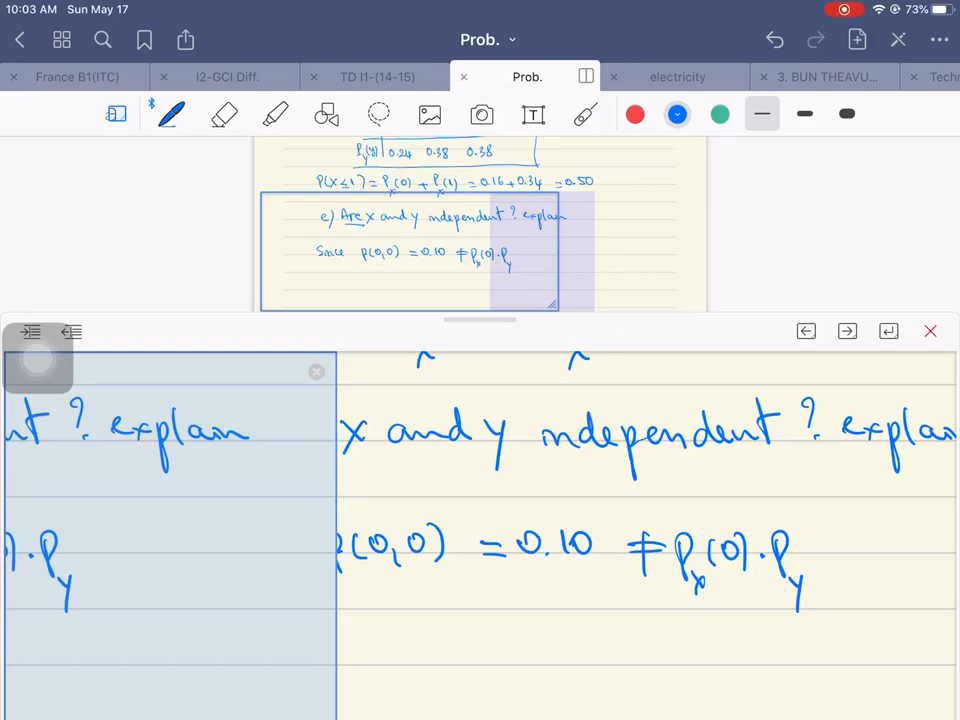 10:03 AM Sun May 17
73%
Prob.
France B1(ITC)
I2-GCI Diff.
TD I1-(14-15)
Prob.
electricity
3. BUN THEAVU...
Techn
Py(y) 0.24 0.38 0.38
P(X≤1) = Px(0) + Px(1) = 0.16 + 0.34 = 0.50
e) Are x and y independent ? explain
Since p(0,0) = 0.10 ≠ Px(0).Py
nt ? explain x and y independent ? explai
).Py p(0,0) = 0.10 ≠ Px(0).Py